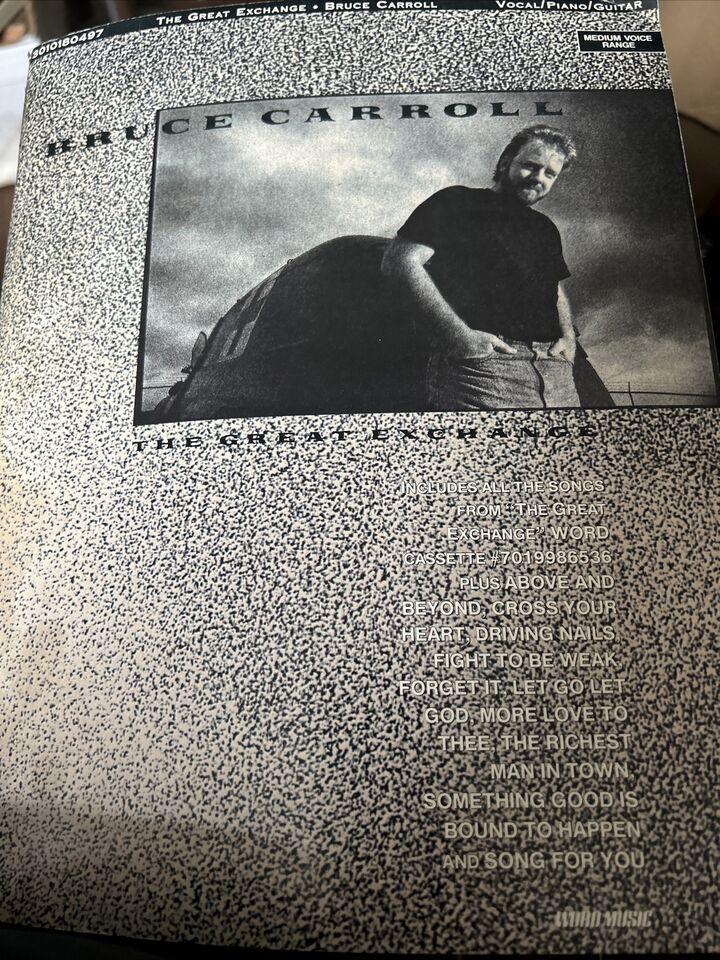 3010180497
THE GREAT EXCHANGE • BRUCE CARROLL
VOCAL/PIANO/GUITAR
MEDIUM VOICE
RANGE
BRUCE CARROLL
THE GREAT EXCHANGE
INCLUDES ALL THE SONGS
FROM "THE GREAT
EXCHANGE" WORD
CASSETTE #7019986536
PLUS ABOVE AND
BEYOND, CROSS YOUR
HEART, DRIVING NAILS,
FIGHT TO BE WEAK,
FORGET IT, LET GO LET
GOD, MORE LOVE TO
THEE, THE RICHEST
MAN IN TOWN,
SOMETHING GOOD IS
BOUND TO HAPPEN
AND SONG FOR YOU
WORD MUSIC